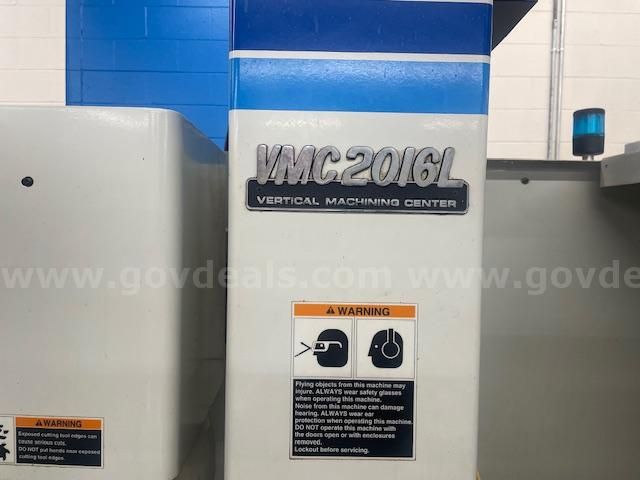 VMC2016L
VERTICAL MACHINING CENTER
www.govdeals.com
www.govde
WARNING
Flying objects from this machine may
injure. ALWAYS wear safety glasses
when operating this machine.
Noise from this machine can damage
hearing. ALWAYS wear ear
protection when operating this machine.
DO NOT operate this machine with
the doors open or with enclosures
removed.
Lockout before servicing.
WARNING
Exposed cutting tool edges can
cause serious cuts.
DO NOT put hands near exposed
cutting tool edges.